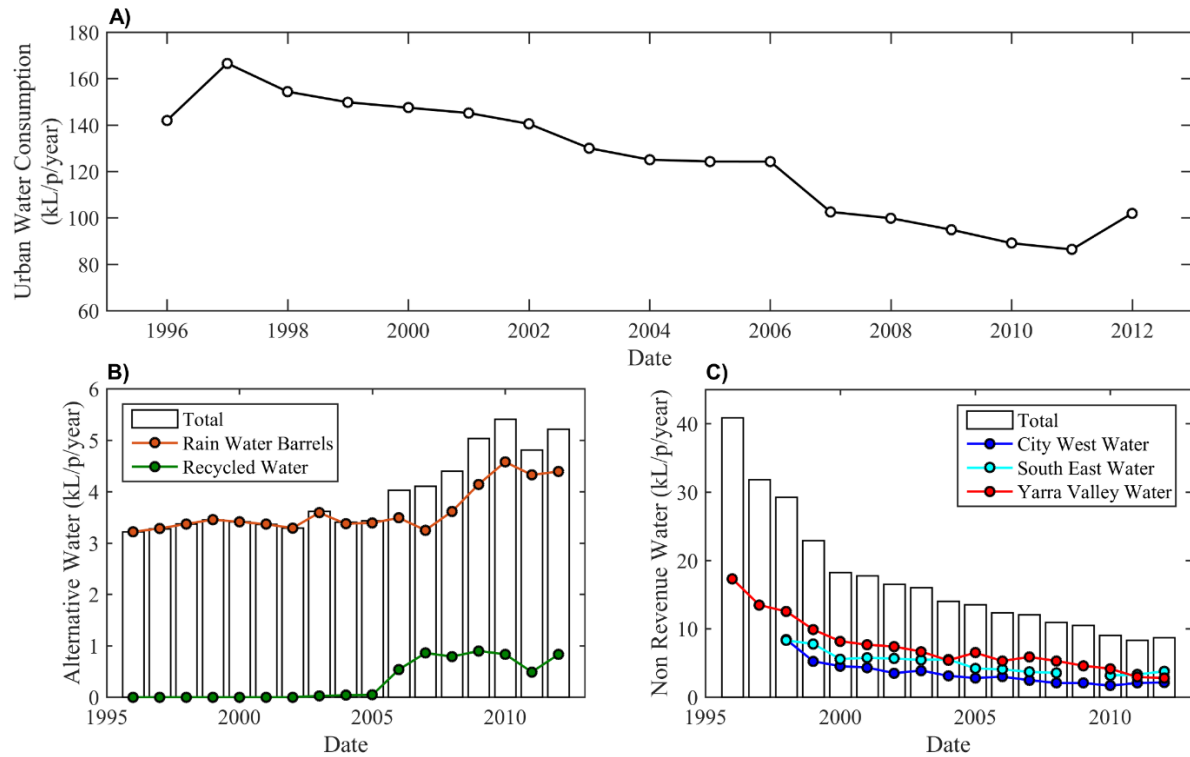 A)
Urban Water Consumption
(kL/p/year)
180
160
140
120
100
80
60
1996 1998 2000 2002 2004 2006 2008 2010 2012
Date
B)
Alternative Water (kL/p/year)
6
5
4
3
2
1
0
Total
Rain Water Barrels
Recycled Water
1995 2000 2005 2010
Date
C)
Non Revenue Water (kL/p/year)
40
30
20
10
0
Total
City West Water
South East Water
Yarra Valley Water
1995 2000 2005 2010
Date